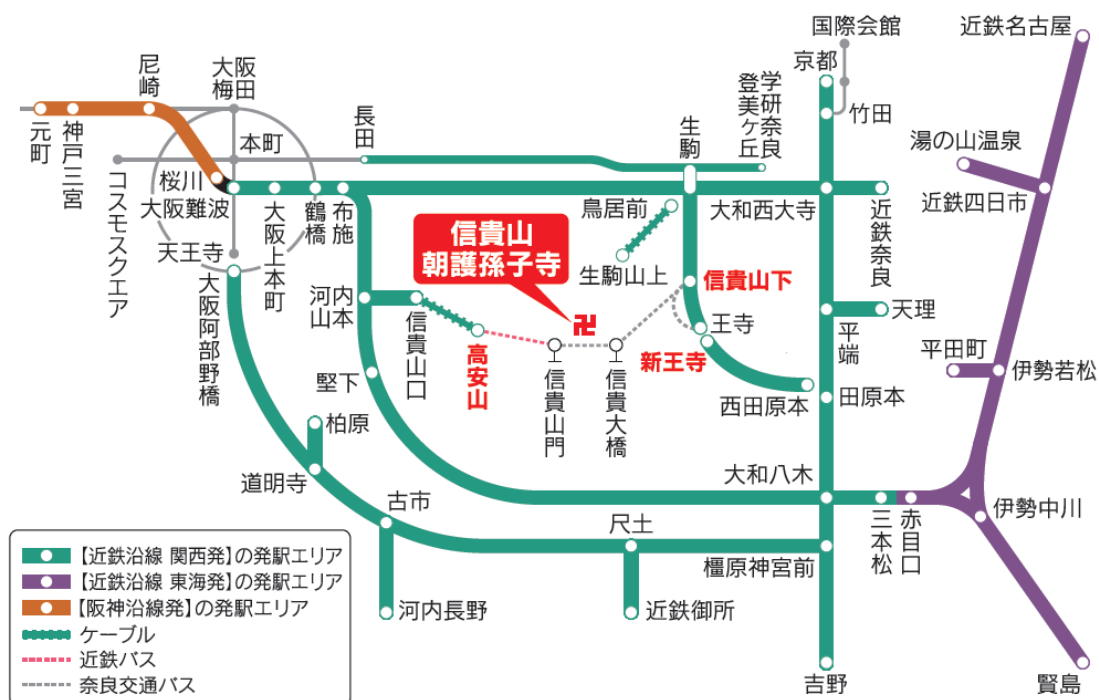 国際会館
近鉄名古屋
京都
竹田
尼崎
大阪
梅田
長田
学研奈良
登美ヶ丘
生駒
湯の山温泉
元町
神戸三宮
本町
桜川
大阪難波
コスモスクエア
大阪上本町
鶴橋
布施
鳥居前
大和西大寺
近鉄奈良
近鉄四日市
天王寺
大阪阿部野橋
信貴山
朝護孫子寺
生駒山上
信貴山下
河内
山本
信貴山口
高安山
卍
王寺
新王寺
天理
平端
平田町
伊勢若松
堅下
信貴山門
信貴大橋
西田原本
田原本
柏原
道明寺
古市
大和八木
三本松
赤目口
伊勢中川
尺土
橿原神宮前
河内長野
近鉄御所
吉野
賢島
【近鉄沿線 関西発】の発駅エリア
【近鉄沿線 東海発】の発駅エリア
【阪神沿線発】の発駅エリア
ケーブル
近鉄バス
奈良交通バス